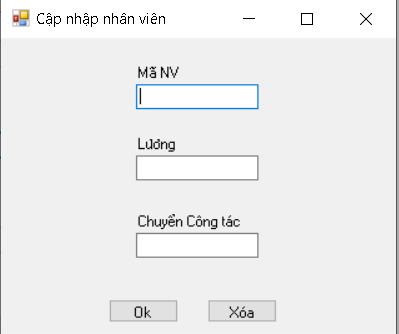 Cập nhập nhân viên
Mã NV
Lương
Chuyển Công tác
Ok Xóa